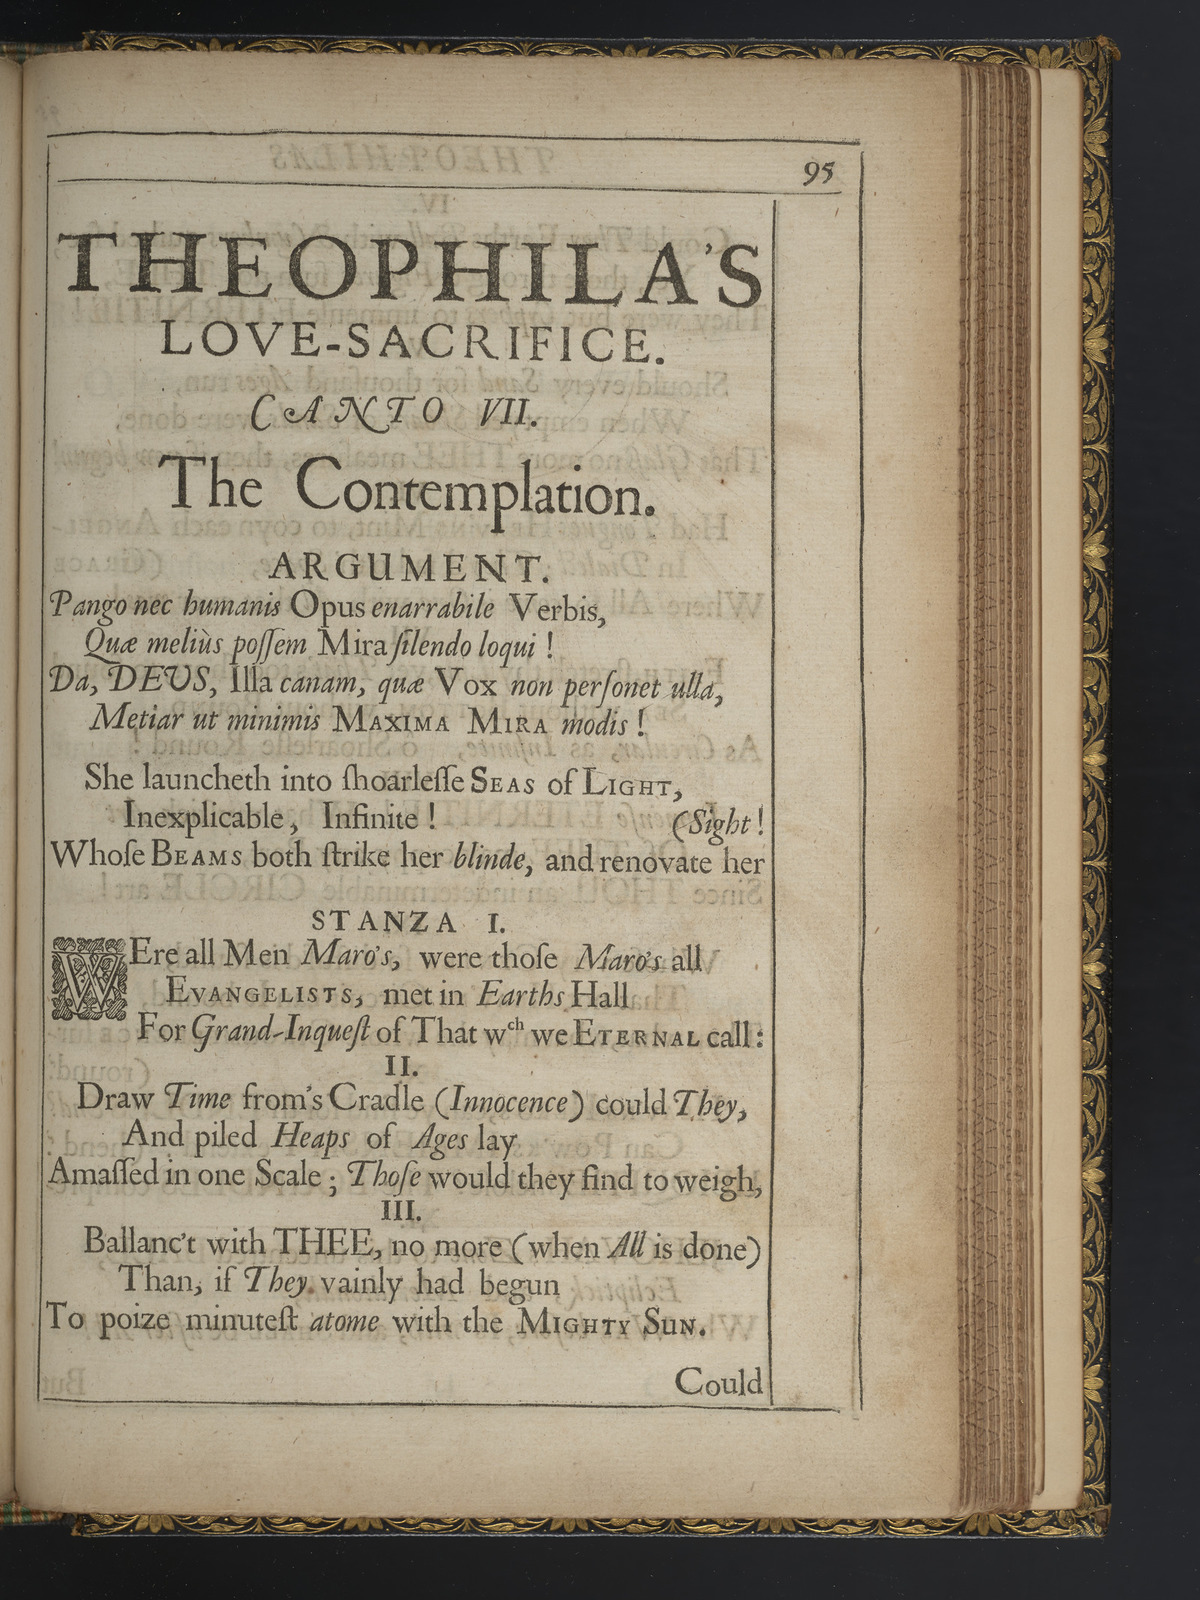 95
THEOPHILA'S
LOVE-SACRIFICE.
CANTO VII.
The Contemplation.
ARGUMENT.
Pango nec humanis Opus enarrabile Verbis,
Quæ meliùs poſſem Mira ſilendo loqui !
Da, DEUS, Illa canam, quæ Vox non perſonet ulla,
Metiar ut minimis MAXIMA MIRA modis !
She launcheth into ſhoarleſſe SEAS of LIGHT,
Inexplicable, Infinite ! (Sight !
Whoſe BEAMS both ſtrike her blinde, and renovate her
STANZA I.
WEre all Men Maro's, were thoſe Maro's all
EVANGELISTS, met in Earths Hall
For Grand-Inqueſt of That wch we ETERNAL call :
II.
Draw Time from's Cradle (Innocence) could They,
And piled Heaps of Ages lay
Amaſſed in one Scale ; Thoſe would they find to weigh,
III.
Ballanc't with THEE, no more (when All is done)
Than, if They vainly had begun
To poize minuteſt atome with the MIGHTY SUN.
Could